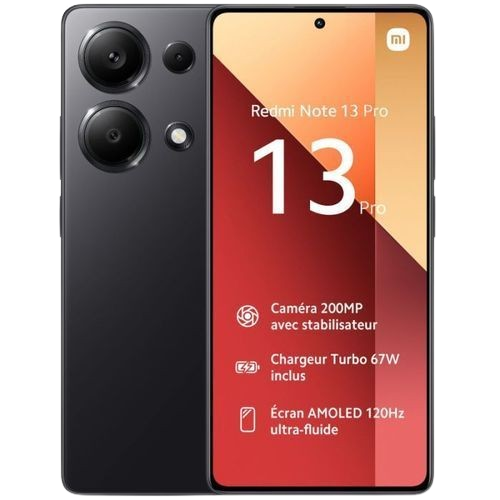 mi
Redmi Note 13 Pro
13
Pro
Caméra 200MP
avec stabilisateur
Chargeur Turbo 67W
inclus
Écran AMOLED 120Hz
ultra-fluide